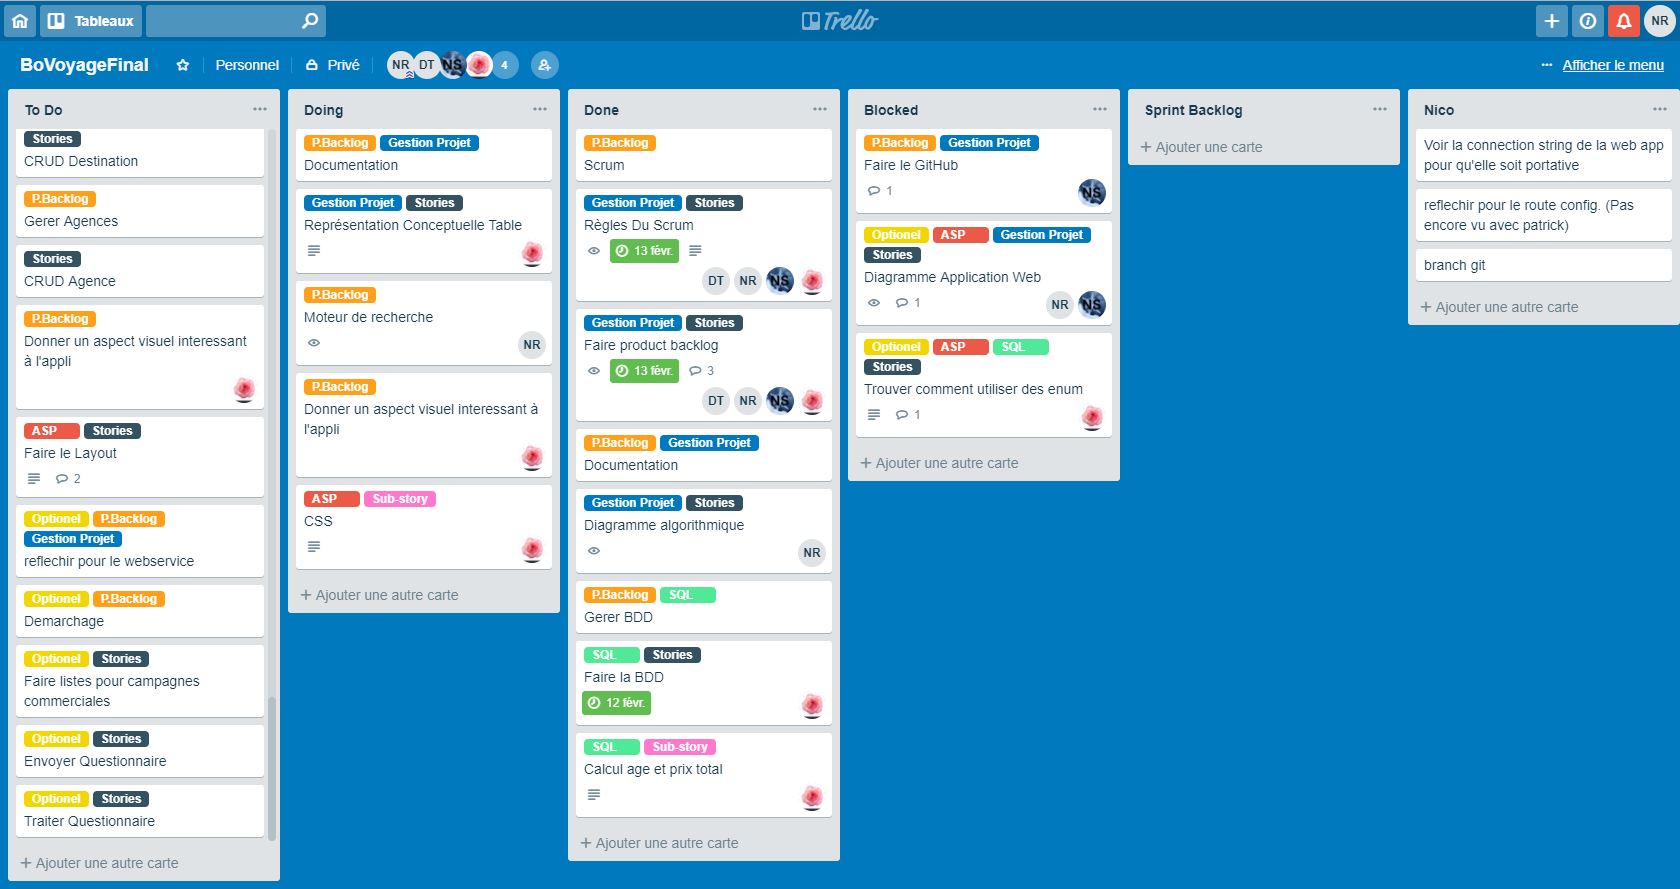 Tableaux
Trello
NR
BoVoyageFinal
Personnel
Privé
NR DT NS 4
Afficher le menu
To Do
Stories
CRUD Destination
P.Backlog
Gerer Agences
Stories
CRUD Agence
P.Backlog
Donner un aspect visuel interessant
à l'appli
ASP Stories
Faire le Layout
2
Optionel P.Backlog
Gestion Projet
reflechir pour le webservice
Optionel P.Backlog
Demarchage
Optionel Stories
Faire listes pour campagnes
commerciales
Optionel Stories
Envoyer Questionnaire
Optionel Stories
Traiter Questionnaire
+ Ajouter une autre carte
Doing
P.Backlog Gestion Projet
Documentation
Gestion Projet Stories
Représentation Conceptuelle Table
P.Backlog
Moteur de recherche
NR
P.Backlog
Donner un aspect visuel interessant à
l'appli
ASP Sub-story
CSS
+ Ajouter une autre carte
Done
P.Backlog
Scrum
Gestion Projet Stories
Règles Du Scrum
13 févr.
DT NR NS
Gestion Projet Stories
Faire product backlog
13 févr. 3
DT NR NS
P.Backlog Gestion Projet
Documentation
Gestion Projet Stories
Diagramme algorithmique
NR
P.Backlog SQL
Gerer BDD
SQL Stories
Faire la BDD
12 févr.
SQL Sub-story
Calcul age et prix total
+ Ajouter une autre carte
Blocked
P.Backlog Gestion Projet
Faire le GitHub
1 NS
Optionel ASP Gestion Projet
Stories
Diagramme Application Web
1 NR NS
Optionel ASP SQL
Stories
Trouver comment utiliser des enum
1
+ Ajouter une autre carte
Sprint Backlog
+ Ajouter une carte
Nico
Voir la connection string de la web app
pour qu'elle soit portative
reflechir pour le route config. (Pas
encore vu avec patrick)
branch git
+ Ajouter une autre carte